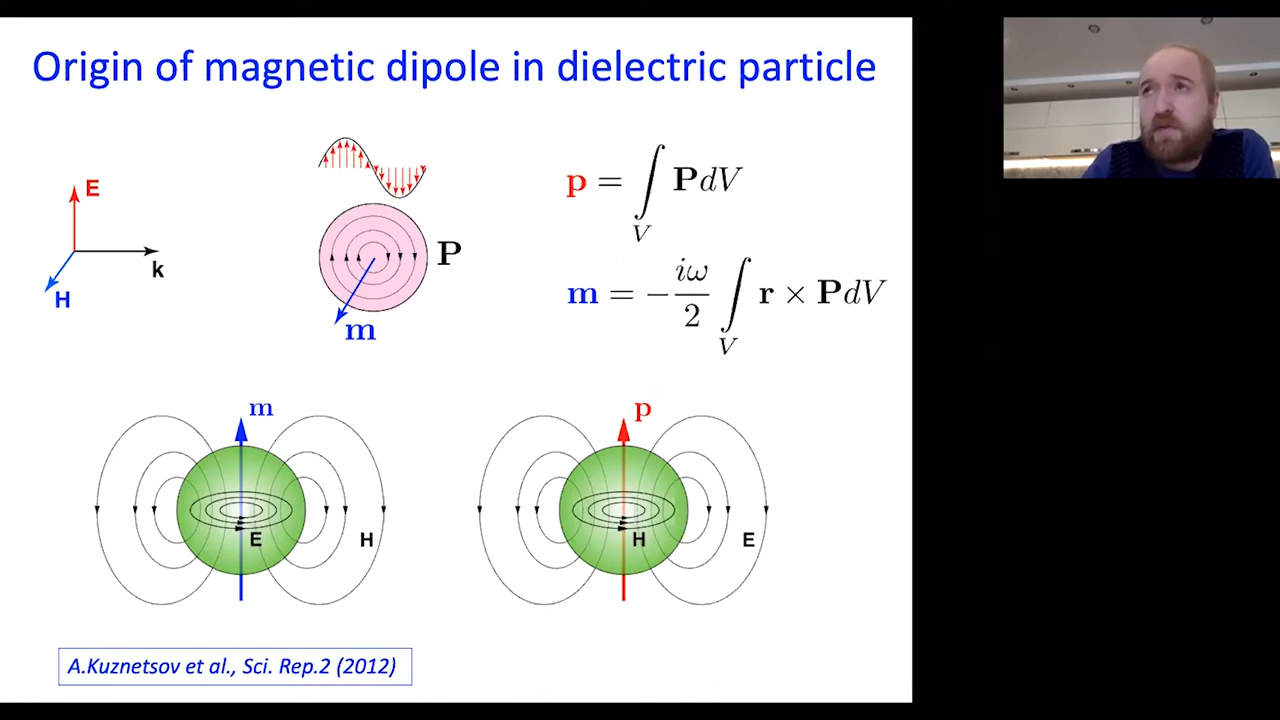 Origin of magnetic dipole in dielectric particle
E
k
H
P
m
p = ∫_V P dV
m = − iω/2 ∫_V r × P dV
m
E
H
p
H
E
A.Kuznetsov et al., Sci. Rep.2 (2012)